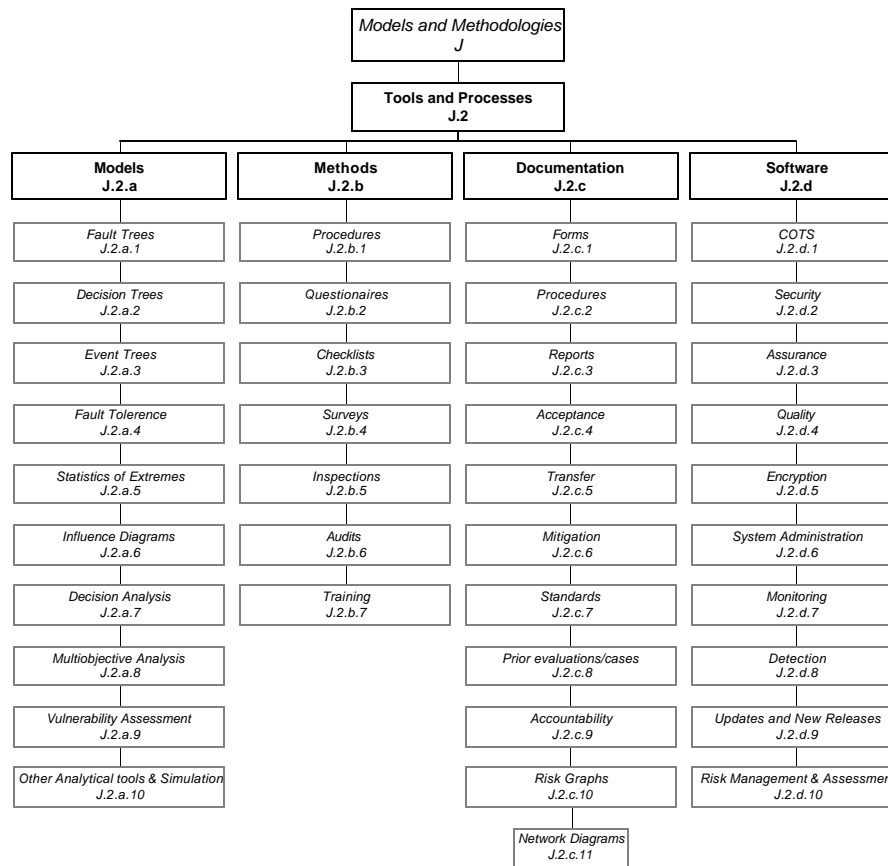 Models and Methodologies
J
Tools and Processes
J.2
Models
J.2.a
Methods
J.2.b
Documentation
J.2.c
Software
J.2.d
Fault Trees
J.2.a.1
Decision Trees
J.2.a.2
Event Trees
J.2.a.3
Fault Tolerence
J.2.a.4
Statistics of Extremes
J.2.a.5
Influence Diagrams
J.2.a.6
Decision Analysis
J.2.a.7
Multiobjective Analysis
J.2.a.8
Vulnerability Assessment
J.2.a.9
Other Analytical tools & Simulation
J.2.a.10
Procedures
J.2.b.1
Questionaires
J.2.b.2
Checklists
J.2.b.3
Surveys
J.2.b.4
Inspections
J.2.b.5
Audits
J.2.b.6
Training
J.2.b.7
Forms
J.2.c.1
Procedures
J.2.c.2
Reports
J.2.c.3
Acceptance
J.2.c.4
Transfer
J.2.c.5
Mitigation
J.2.c.6
Standards
J.2.c.7
Prior evaluations/cases
J.2.c.8
Accountability
J.2.c.9
Risk Graphs
J.2.c.10
Network Diagrams
J.2.c.11
COTS
J.2.d.1
Security
J.2.d.2
Assurance
J.2.d.3
Quality
J.2.d.4
Encryption
J.2.d.5
System Administration
J.2.d.6
Monitoring
J.2.d.7
Detection
J.2.d.8
Updates and New Releases
J.2.d.9
Risk Management & Assessment
J.2.d.10